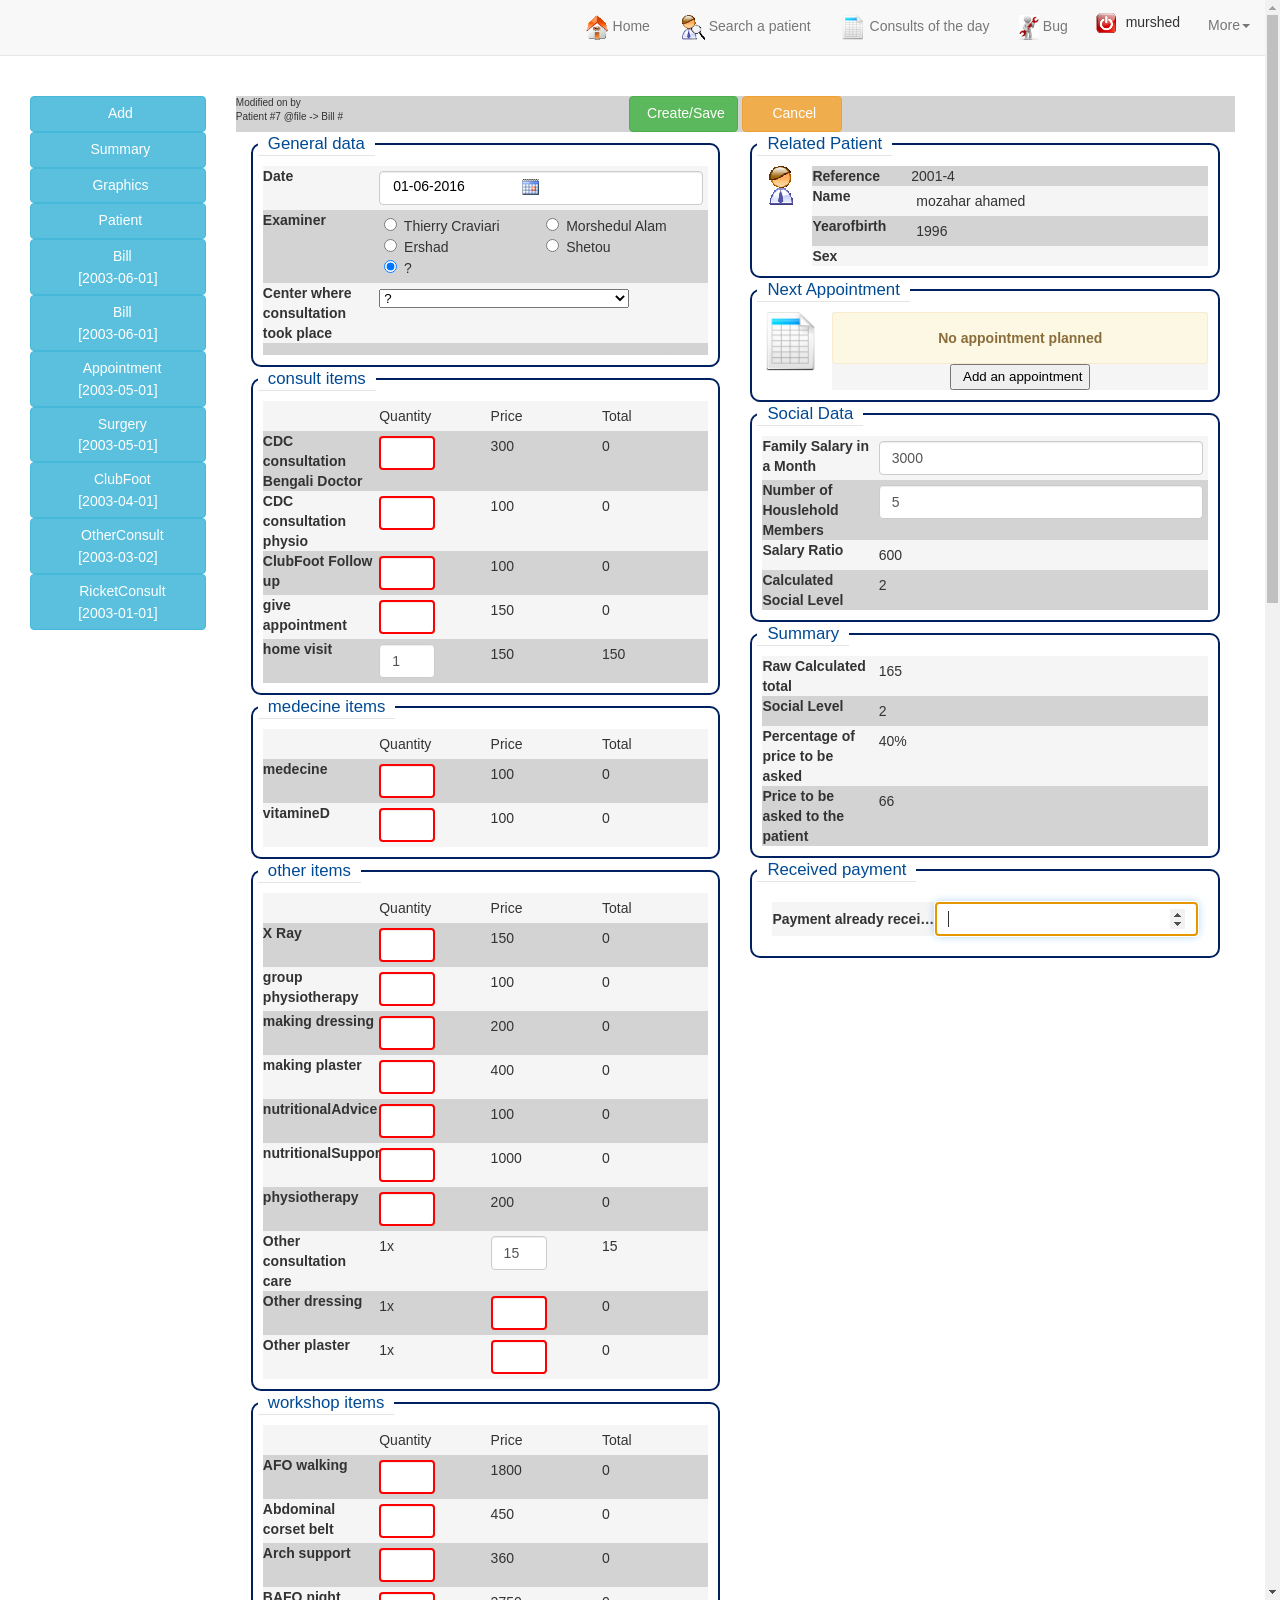 Home Search a patient Consults of the day Bug murshed More
Add
Summary
Graphics
Patient
Bill
[2003-06-01]
Bill
[2003-06-01]
Appointment
[2003-05-01]
Surgery
[2003-05-01]
ClubFoot
[2003-04-01]
OtherConsult
[2003-03-02]
RicketConsult
[2003-01-01]
Modified on by
Patient #7 @file -> Bill #
Create/Save Cancel
General data
Date 01-06-2016
Examiner Thierry Craviari Morshedul Alam
Ershad Shetou
?
Center where ?
consultation
took place
consult items
Quantity Price Total
CDC 300 0
consultation
Bengali Doctor
CDC 100 0
consultation
physio
ClubFoot Follow 100 0
up
give 150 0
appointment
home visit 1 150 150
medecine items
Quantity Price Total
medecine 100 0
vitamineD 100 0
other items
Quantity Price Total
X Ray 150 0
group 100 0
physiotherapy
making dressing 200 0
making plaster 400 0
nutritionalAdvice 100 0
nutritionalSuppor 1000 0
physiotherapy 200 0
Other 1x 15 15
consultation
care
Other dressing 1x 0
Other plaster 1x 0
workshop items
Quantity Price Total
AFO walking 1800 0
Abdominal 450 0
corset belt
Arch support 360 0
BAFO night
Related Patient
Reference 2001-4
Name mozahar ahamed
Yearofbirth 1996
Sex
Next Appointment
No appointment planned
Add an appointment
Social Data
Family Salary in 3000
a Month
Number of 5
Houslehold
Members
Salary Ratio 600
Calculated 2
Social Level
Summary
Raw Calculated 165
total
Social Level 2
Percentage of 40%
price to be
asked
Price to be 66
asked to the
patient
Received payment
Payment already recei...